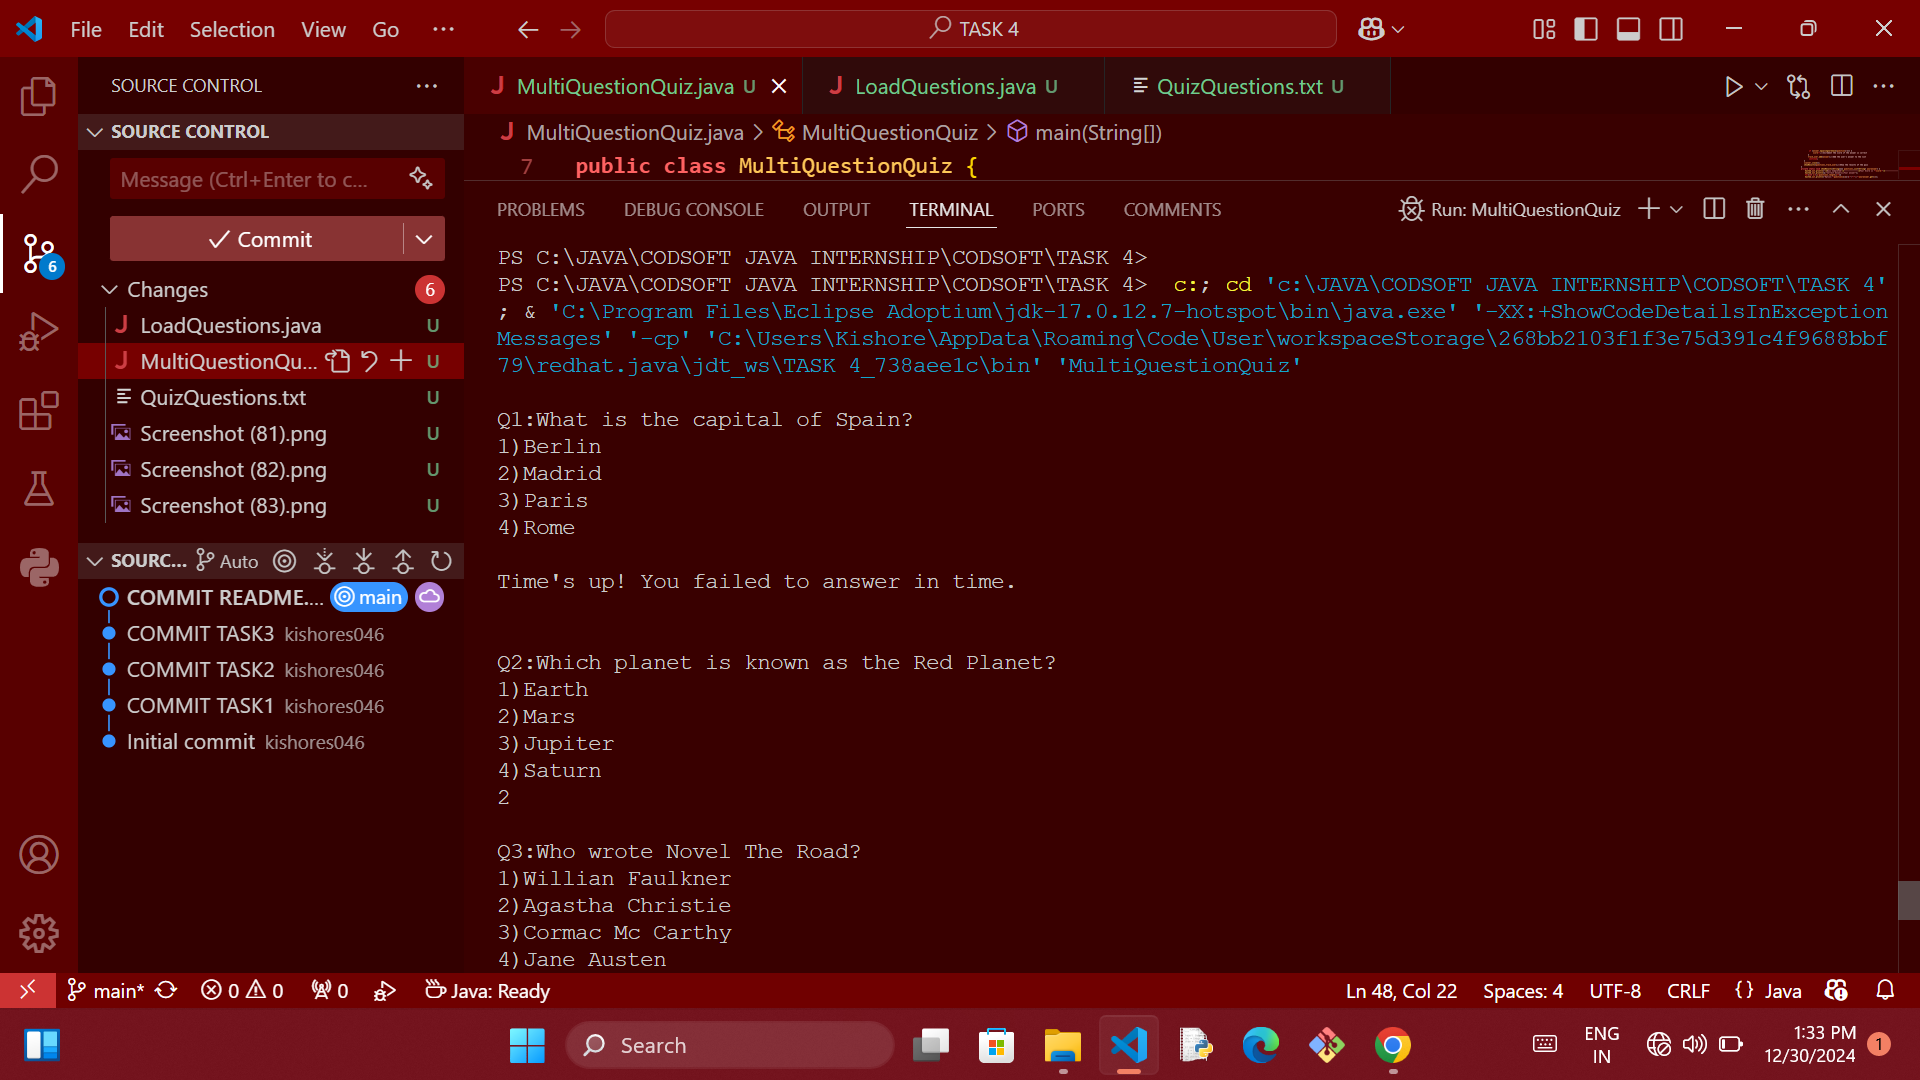 File Edit Selection View Go
TASK 4
SOURCE CONTROL
SOURCE CONTROL
Message (Ctrl+Enter to c...
Commit
Changes 6
LoadQuestions.java U
MultiQuestionQu... U
QuizQuestions.txt U
Screenshot (81).png U
Screenshot (82).png U
Screenshot (83).png U
SOURC... Auto
COMMIT README.... main
COMMIT TASK3 kishores046
COMMIT TASK2 kishores046
COMMIT TASK1 kishores046
Initial commit kishores046
6
J MultiQuestionQuiz.java U
J LoadQuestions.java U
QuizQuestions.txt U
J MultiQuestionQuiz.java > MultiQuestionQuiz > main(String[])
7 public class MultiQuestionQuiz {
PROBLEMS DEBUG CONSOLE OUTPUT TERMINAL PORTS COMMENTS
Run: MultiQuestionQuiz
PS C:\JAVA\CODSOFT JAVA INTERNSHIP\CODSOFT\TASK 4>
PS C:\JAVA\CODSOFT JAVA INTERNSHIP\CODSOFT\TASK 4>  c:; cd 'c:\JAVA\CODSOFT JAVA INTERNSHIP\CODSOFT\TASK 4'
; & 'C:\Program Files\Eclipse Adoptium\jdk-17.0.12.7-hotspot\bin\java.exe' '-XX:+ShowCodeDetailsInException
Messages' '-cp' 'C:\Users\Kishore\AppData\Roaming\Code\User\workspaceStorage\268bb2103f1f3e75d391c4f9688bbf
79\redhat.java\jdt_ws\TASK 4_738aee1c\bin' 'MultiQuestionQuiz'
Q1:What is the capital of Spain?
1)Berlin
2)Madrid
3)Paris
4)Rome
Time's up! You failed to answer in time.
Q2:Which planet is known as the Red Planet?
1)Earth
2)Mars
3)Jupiter
4)Saturn
2
Q3:Who wrote Novel The Road?
1)Willian Faulkner
2)Agastha Christie
3)Cormac Mc Carthy
4)Jane Austen
main* 0 0 0 Java: Ready
Ln 48, Col 22 Spaces: 4 UTF-8 CRLF {} Java
Search
ENG
IN
1:33 PM
12/30/2024
1